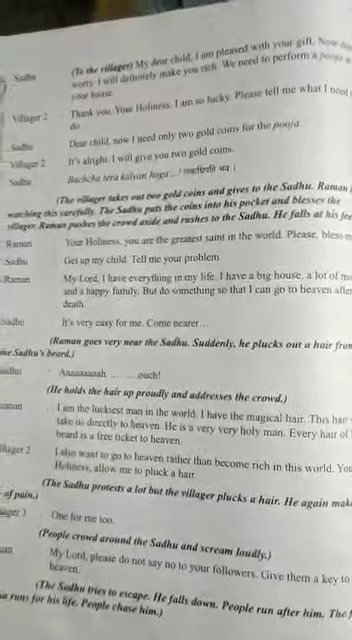 Sadhu (To the villager) My dear child, I am pleased with your gift. Now
worry. I will definitely make you rich. We need to perform a pooja
your house.
Villager 2 Thank you, Your Holiness. I am so lucky. Please tell me what I need
do.
Sadhu Dear child, now I need only two gold coins for the pooja.
Villager 2 It's alright. I will give you two gold coins.
Sadhu Bachcha tera kalyan hoga...!
(The villager takes out two gold coins and gives to the Sadhu. Raman
watching this carefully. The Sadhu puts the coins into his pocket and blesses the
villager. Raman pushes the crowd aside and rushes to the Sadhu. He falls at his fee
Raman Your Holiness, you are the greatest saint in the world. Please, bless m
Sadhu Get up my child. Tell me your problem.
Raman My Lord, I have everything in my life. I have a big house, a lot of mo
and a happy family. But do something so that I can go to heaven after
death.
Sadhu It's very easy for me. Come nearer...
(Raman goes very near the Sadhu. Suddenly, he plucks out a hair from
me Sadhu's beard.)
adhu Aaaaaaaaah.........ouch!
(He holds the hair up proudly and addresses the crowd.)
aman I am the luckiest man in the world. I have the magical hair. This hair
take us directly to heaven. He is a very very holy man. Every hair of
beard is a free ticket to heaven.
illager 2 I also want to go to heaven rather than become rich in this world. You
Holiness, allow me to pluck a hair.
(The Sadhu protests a lot but the villager plucks a hair. He again mak
of pain.)
lager 3 One for me too.
(People crowd around the Sadhu and scream loudly.)
man My Lord, please do not say no to your followers. Give them a key to
heaven.
(The Sadhu tries to escape. He falls down. People run after him. The
runs for his life. People chase him.)